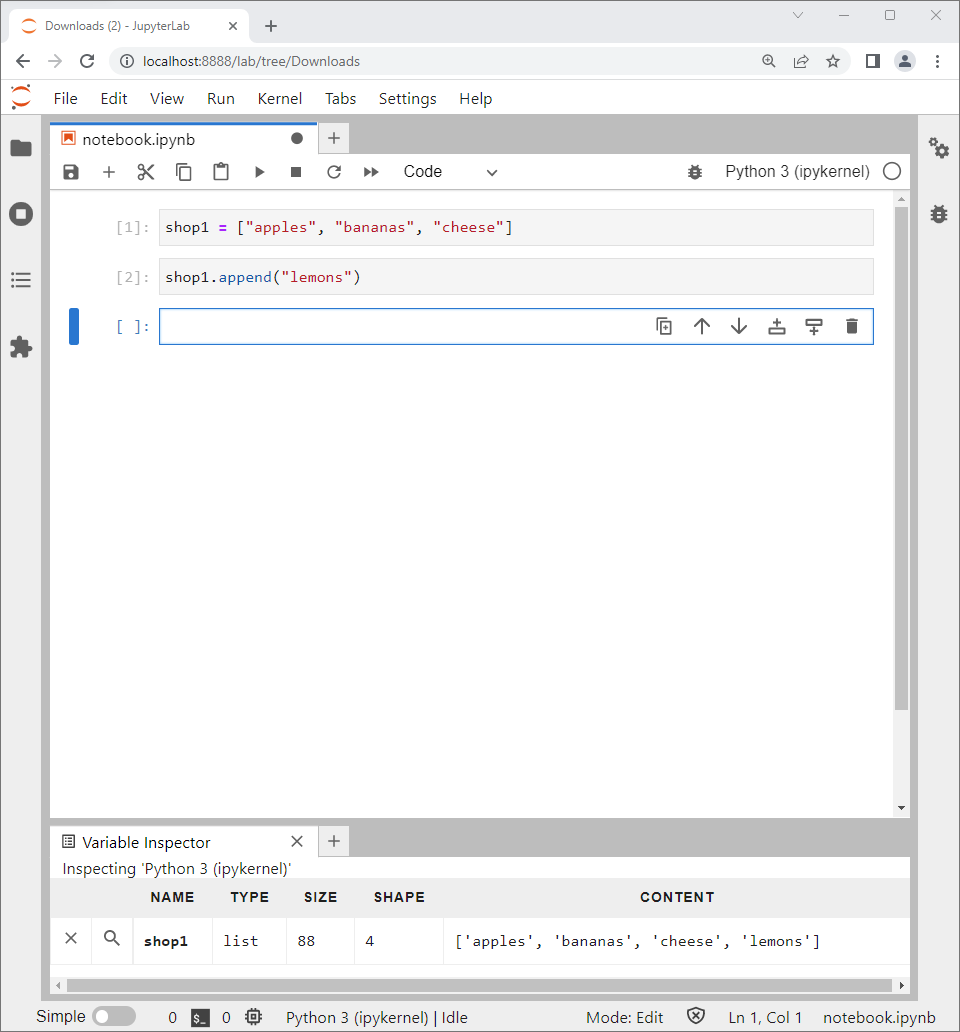 Downloads (2) - JupyterLab
localhost:8888/lab/tree/Downloads
File Edit View Run Kernel Tabs Settings Help
notebook.ipynb
Code Python 3 (ipykernel)
[1]: shop1 = ["apples", "bananas", "cheese"]
[2]: shop1.append("lemons")
[ ]:
Variable Inspector
Inspecting 'Python 3 (ipykernel)'
NAME TYPE SIZE SHAPE CONTENT
shop1 list 88 4 ['apples', 'bananas', 'cheese', 'lemons']
Simple 0 $_ 0 Python 3 (ipykernel) | Idle Mode: Edit Ln 1, Col 1 notebook.ipynb